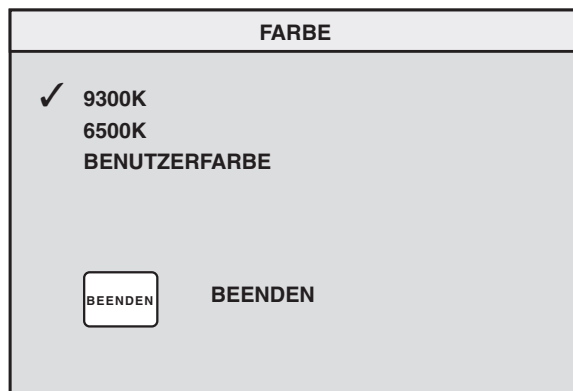 FARBE
✓ 9300K
6500K
BENUTZERFARBE
BEENDEN BEENDEN